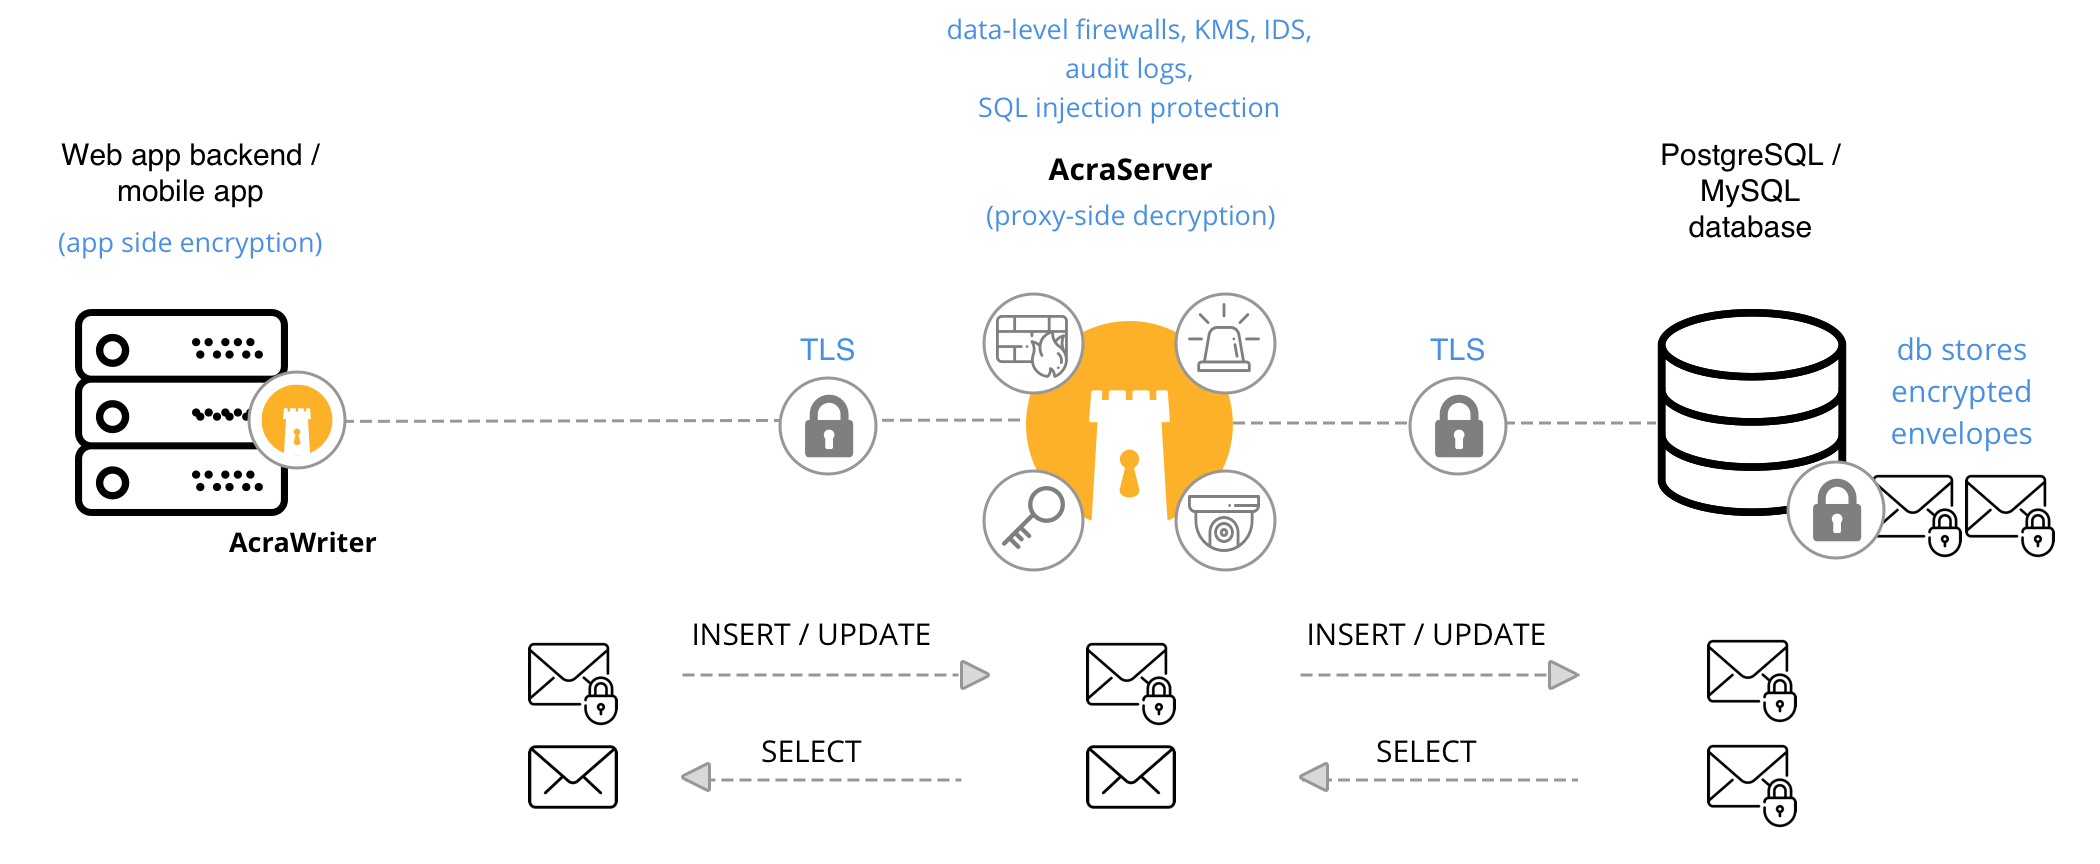 data-level firewalls, KMS, IDS,
audit logs,
SQL injection protection
Web app backend /
mobile app
(app side encryption)
AcraServer
(proxy-side decryption)
PostgreSQL /
MySQL
database
TLS
TLS
db stores
encrypted
envelopes
AcraWriter
INSERT / UPDATE
INSERT / UPDATE
SELECT
SELECT